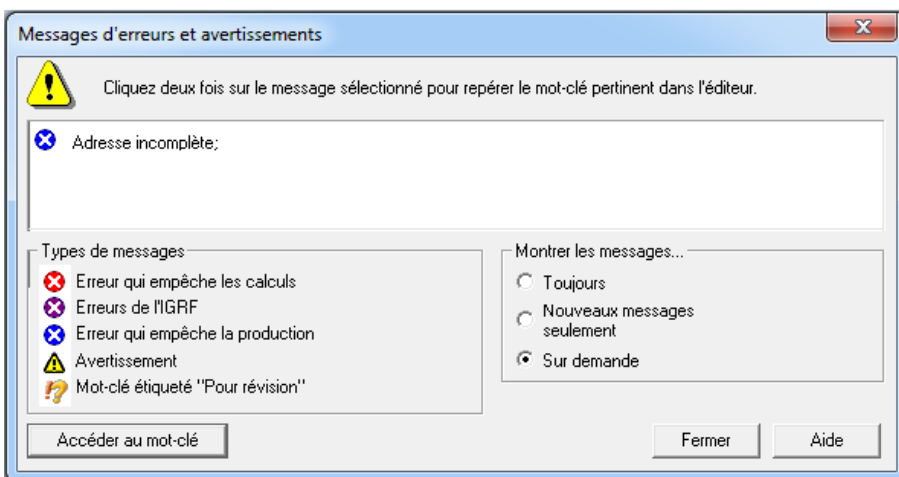 Messages d'erreurs et avertissements
Cliquez deux fois sur le message sélectionné pour repérer le mot-clé pertinent dans l'éditeur.
Adresse incomplète;
Types de messages
Erreur qui empêche les calculs
Erreurs de l'IGRF
Erreur qui empêche la production
Avertissement
Mot-clé étiqueté "Pour révision"
Montrer les messages...
Toujours
Nouveaux messages
seulement
Sur demande
Accéder au mot-clé
Fermer
Aide